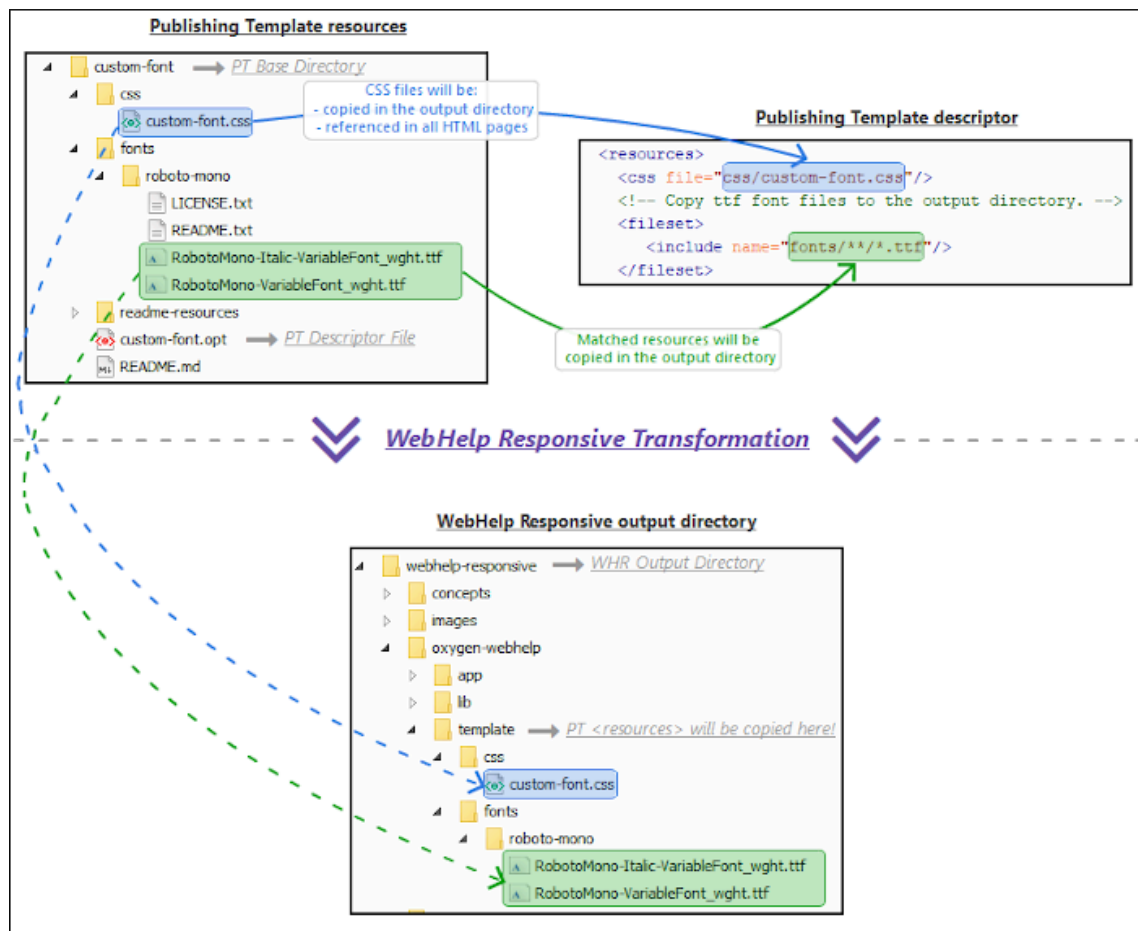 Publishing Template resources
custom-font
PT Base Directory
css
custom-font.css
fonts
roboto-mono
LICENSE.txt
README.txt
RobotoMono-Italic-VariableFont_wght.ttf
RobotoMono-VariableFont_wght.ttf
readme-resources
custom-font.opt
PT Descriptor File
README.md
CSS files will be:
- copied in the output directory
- referenced in all HTML pages
Publishing Template descriptor
<resources>
<css file="css/custom-font.css"/>
<!-- Copy ttf font files to the output directory. -->
<fileset>
<include name="fonts/**/*.ttf"/>
</fileset>
Matched resources will be
copied in the output directory
WebHelp Responsive Transformation
WebHelp Responsive output directory
webhelp-responsive
WHR Output Directory
concepts
images
oxygen-webhelp
app
lib
template
PT <resources> will be copied here!
css
custom-font.css
fonts
roboto-mono
RobotoMono-Italic-VariableFont_wght.ttf
RobotoMono-VariableFont_wght.ttf